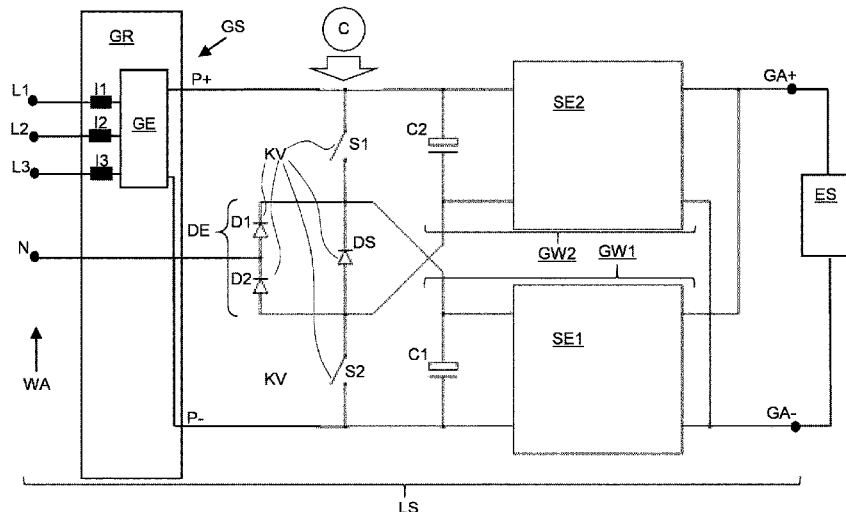 GR
GS
C
P+
L1
I1
GE
L2
I2
L3
I3
SE2
GA+
C2
KV
S1
ES
DE
D1
DS
GW2
GW1
N
D2
SE1
C1
WA
KV
S2
P-
GA-
LS